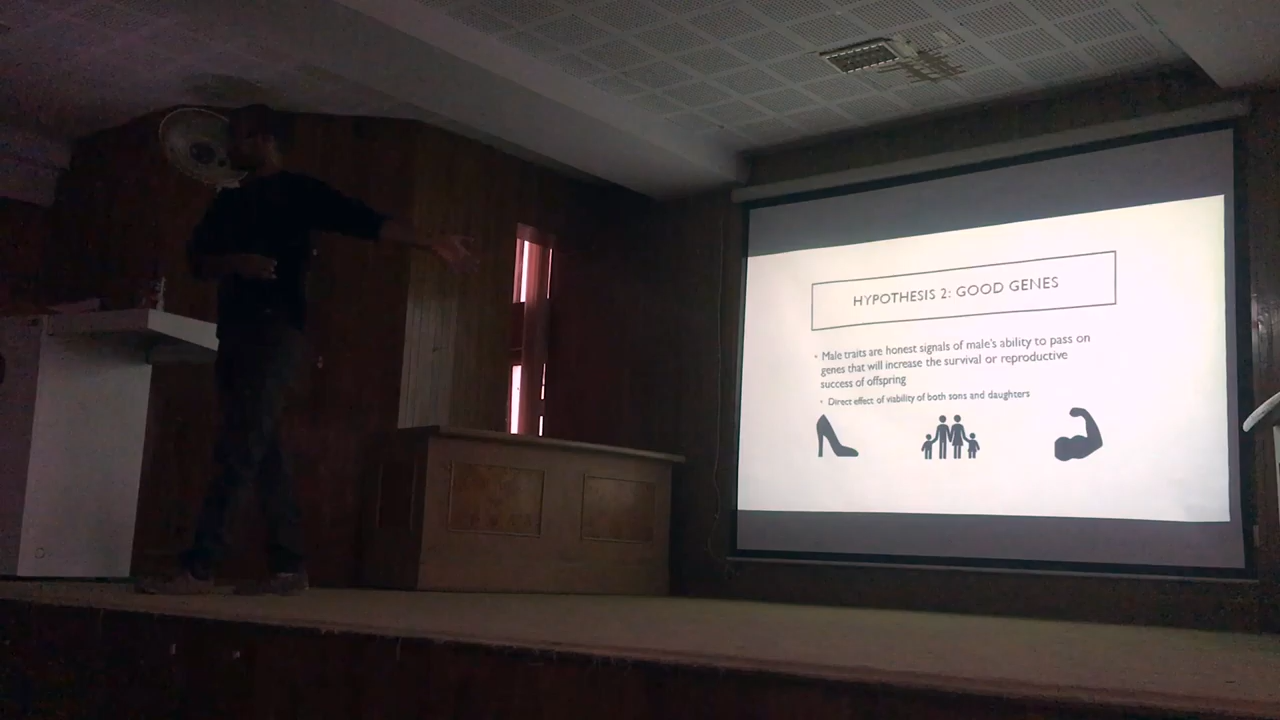 HYPOTHESIS 2: GOOD GENES
• Male traits are honest signals of male's ability to pass on
genes that will increase the survival or reproductive
success of offspring
• Direct effect of viability of both sons and daughters